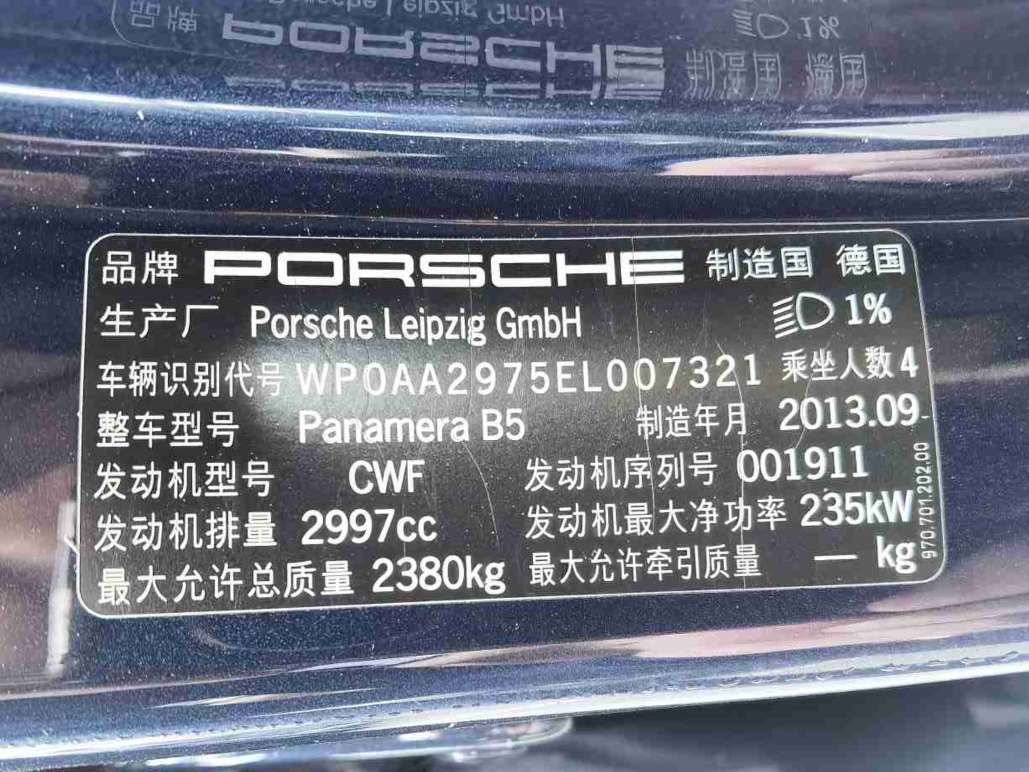 品牌 PORSCHE 制造国 德国
生产厂 Porsche Leipzig GmbH 1%
车辆识别代号 WP0AA2975EL007321 乘坐人数 4
整车型号 Panamera B5 制造年月 2013.09
发动机型号 CWF 发动机序列号 001911
发动机排量 2997cc 发动机最大净功率 235kW
最大允许总质量 2380kg 最大允许牵引质量 — kg
970.701.202.00